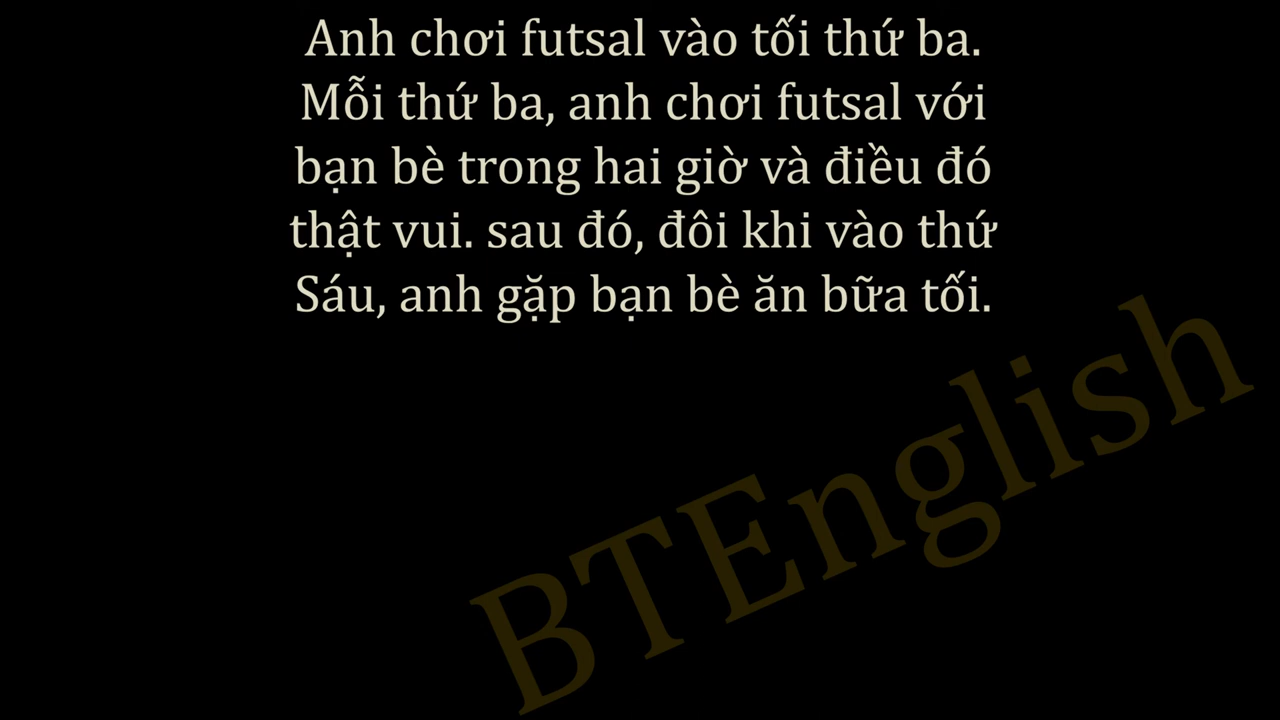 Anh chơi futsal vào tối thứ ba.
Mỗi thứ ba, anh chơi futsal với
bạn bè trong hai giờ và điều đó
thật vui. sau đó, đôi khi vào thứ
Sáu, anh gặp bạn bè ăn bữa tối.
BTEnglish